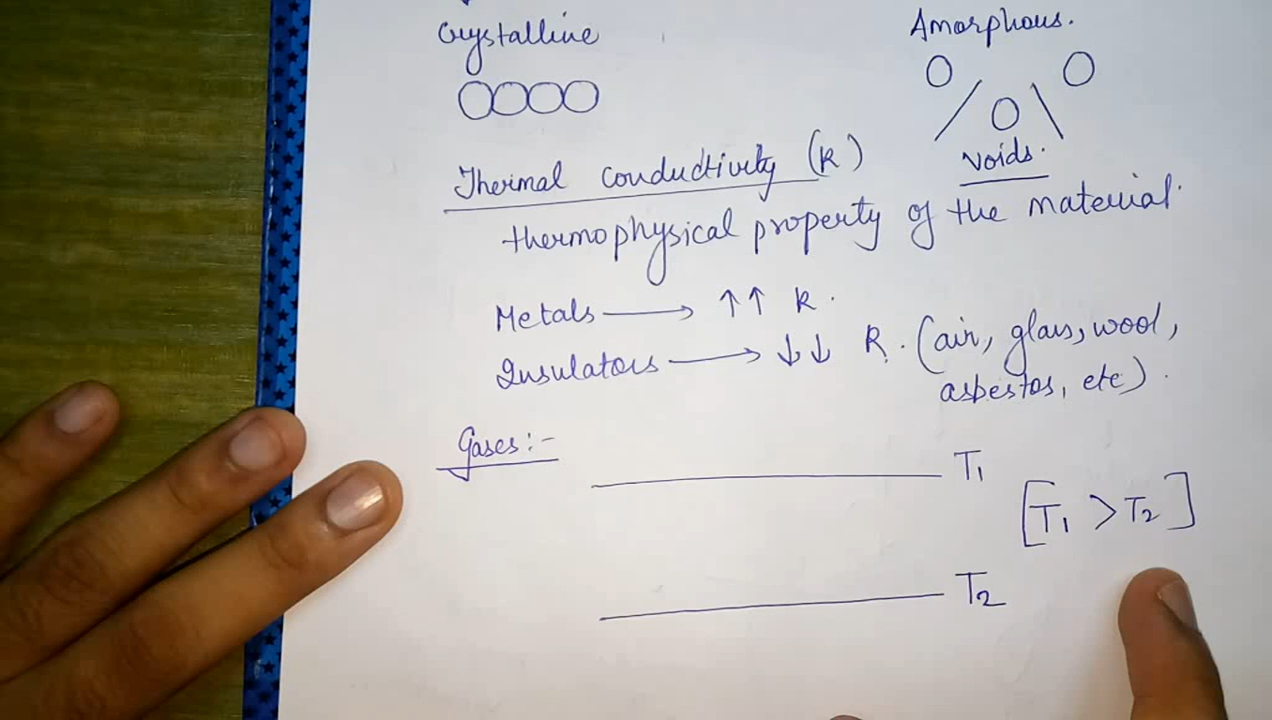 Crystalline
Amorphous.
Voids.
Thermal conductivity (k)
thermophysical property of the material.
Metals → ↑↑ k.
Insulators → ↓↓ k. (air, glass, wool,
asbestos, etc).
Gases:-
T₁
[T₁ > T₂]
T₂